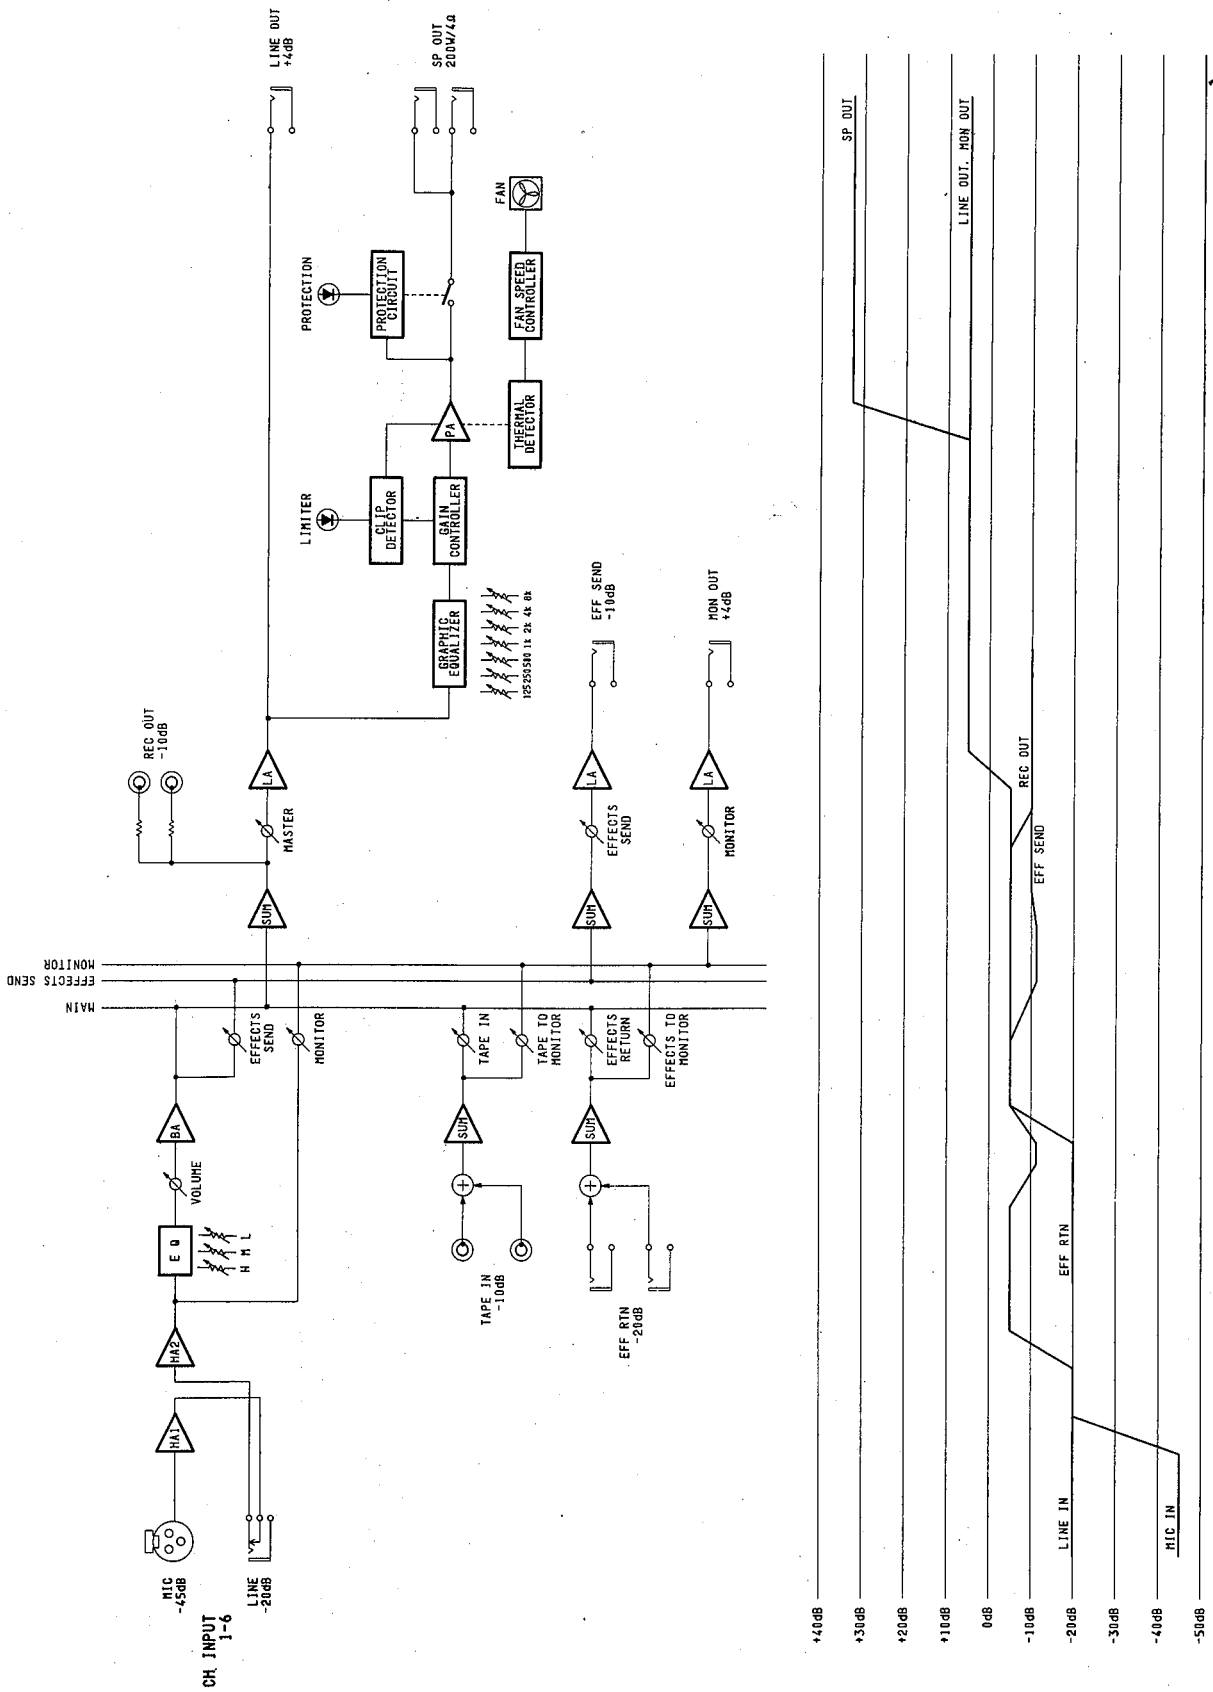 CH. INPUT
1-6
MIC
-45dB
LINE
-20dB
HA1
HA2
E Q
H M L
VOLUME
BA
EFFECTS
SEND
MONITOR
MAIN
EFFECTS SEND
MONITOR
SUM
REC OUT
-10dB
MASTER
LA
LINE OUT
+4dB
GRAPHIC
EQUALIZER
125 250 500 1k 2k 4k 8k
LIMITER
CLIP
DETECTOR
GAIN
CONTROLLER
PA
PROTECTION
PROTECTION
CIRCUIT
THERMAL
DETECTOR
FAN SPEED
CONTROLLER
FAN
SP OUT
200W/4Ω
TAPE IN
-10dB
SUM
TAPE IN
TAPE TO
MONITOR
EFF RTN
-20dB
SUM
EFFECTS
RETURN
EFFECTS TO
MONITOR
SUM
EFFECTS
SEND
LA
EFF SEND
-10dB
SUM
MONITOR
LA
MON OUT
+4dB
+40dB
+30dB
+20dB
+10dB
0dB
-10dB
-20dB
-30dB
-40dB
-50dB
SP OUT
LINE OUT, MON OUT
REC OUT
EFF SEND
EFF RTN
LINE IN
MIC IN